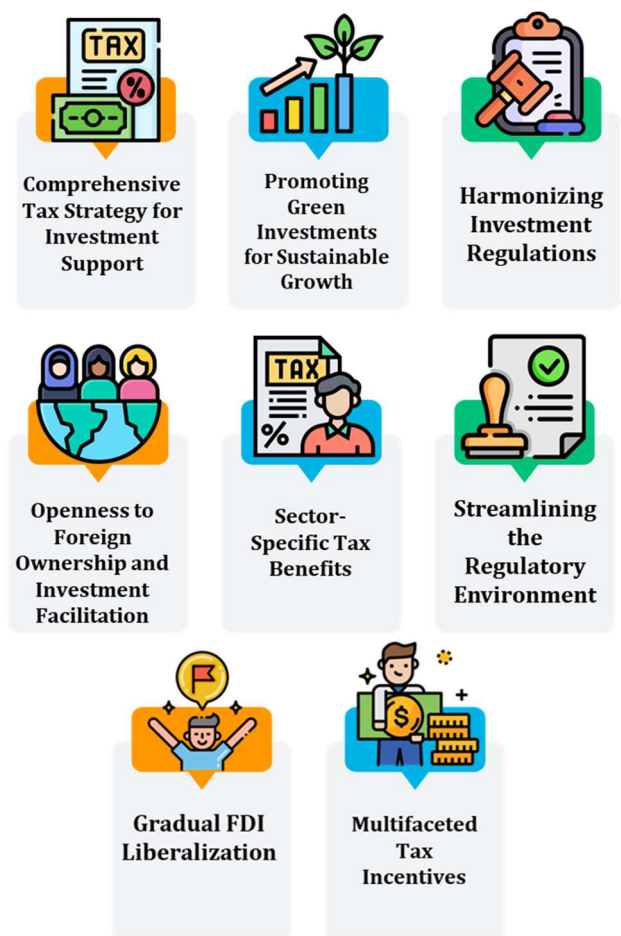 TAX
%
Comprehensive
Tax Strategy for
Investment
Support
Promoting
Green
Investments
for Sustainable
Growth
Harmonizing
Investment
Regulations
Openness to
Foreign
Ownership and
Investment
Facilitation
TAX
%
Sector-
Specific Tax
Benefits
Streamlining
the
Regulatory
Environment
Gradual FDI
Liberalization
$
Multifaceted
Tax
Incentives